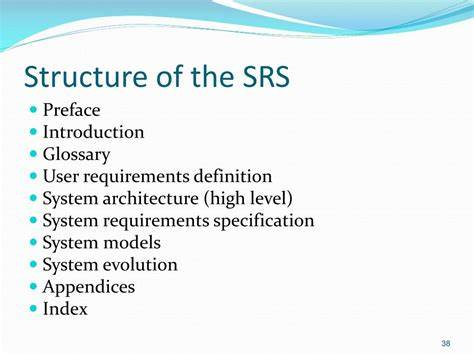 Structure of the SRS
Preface
Introduction
Glossary
User requirements definition
System architecture (high level)
System requirements specification
System models
System evolution
Appendices
Index
38